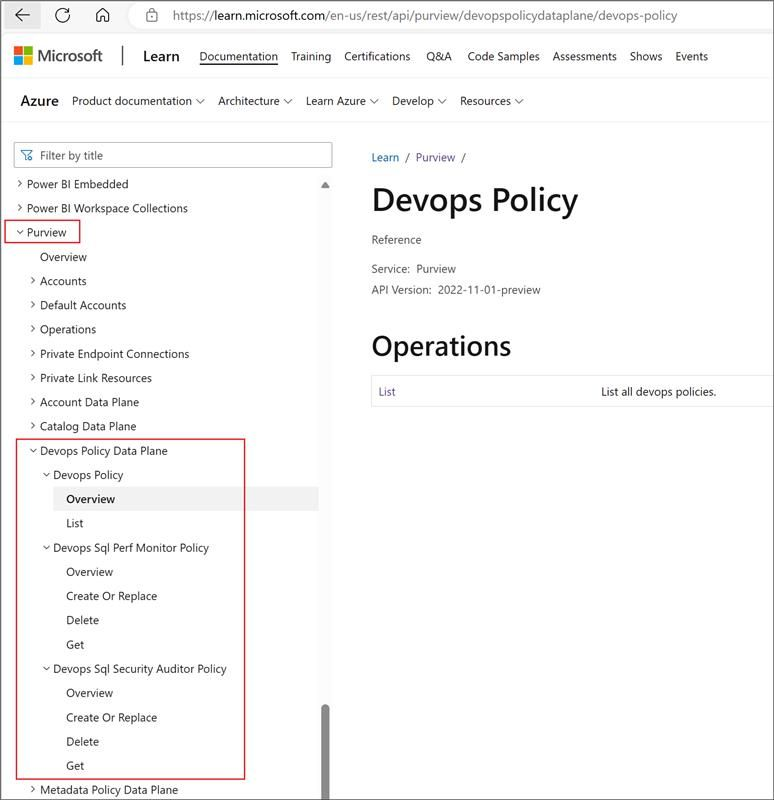 https://learn.microsoft.com/en-us/rest/api/purview/devopspolicydataplane/devops-policy
Microsoft Learn Documentation Training Certifications Q&A Code Samples Assessments Shows Events
Azure Product documentation Architecture Learn Azure Develop Resources
Filter by title
Power BI Embedded
Power BI Workspace Collections
Purview
Overview
Accounts
Default Accounts
Operations
Private Endpoint Connections
Private Link Resources
Account Data Plane
Catalog Data Plane
Devops Policy Data Plane
Devops Policy
Overview
List
Devops Sql Perf Monitor Policy
Overview
Create Or Replace
Delete
Get
Devops Sql Security Auditor Policy
Overview
Create Or Replace
Delete
Get
Metadata Policy Data Plane
Learn / Purview /
Devops Policy
Reference
Service: Purview
API Version: 2022-11-01-preview
Operations
List List all devops policies.